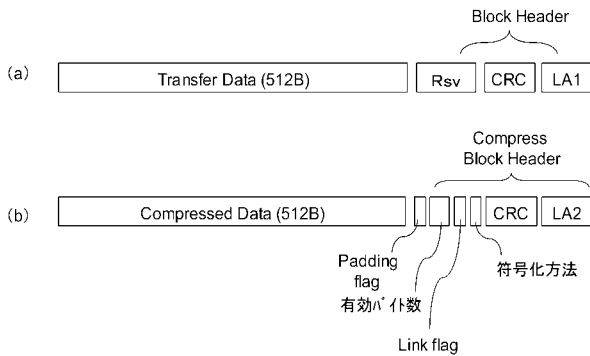 Block Header
(a)
Transfer Data (512B)
Rsv
CRC
LA1
Compress
Block Header
(b)
Compressed Data (512B)
CRC
LA2
Padding
flag
有効ﾊﾞｲﾄ数
Link flag
符号化方法